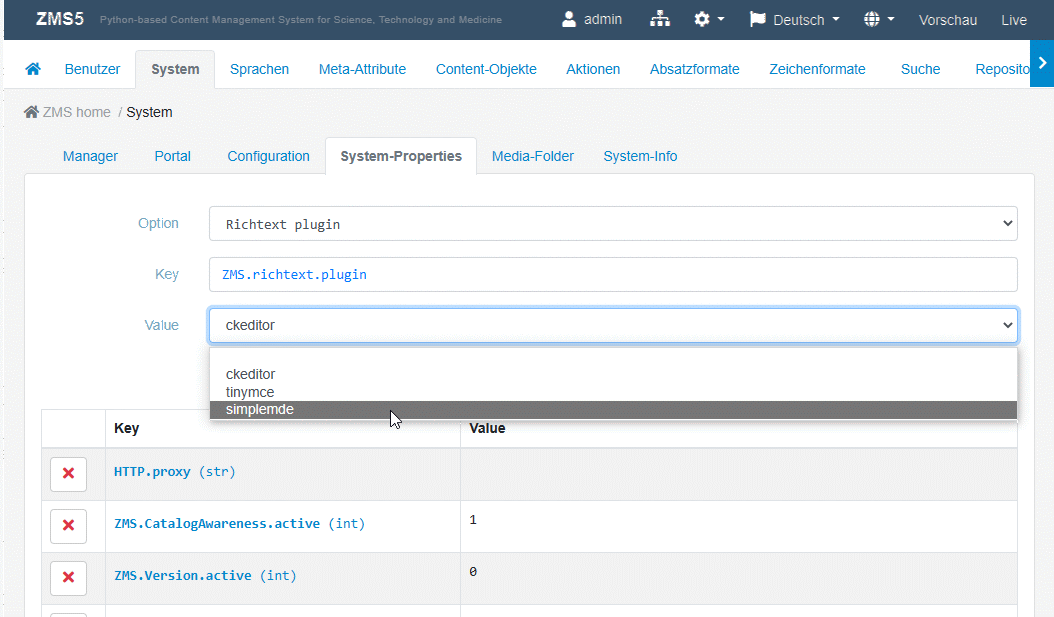 ZMS5 Python-based Content Management System for Science, Technology and Medicine admin Deutsch Vorschau Live
Benutzer System Sprachen Meta-Attribute Content-Objekte Aktionen Absatzformate Zeichenformate Suche Reposito
ZMS home / System
Manager Portal Configuration System-Properties Media-Folder System-Info
Option Richtext plugin
Key ZMS.richtext.plugin
Value ckeditor
ckeditor
tinymce
simplemde
Key Value
HTTP.proxy (str)
ZMS.CatalogAwareness.active (int) 1
ZMS.Version.active (int) 0